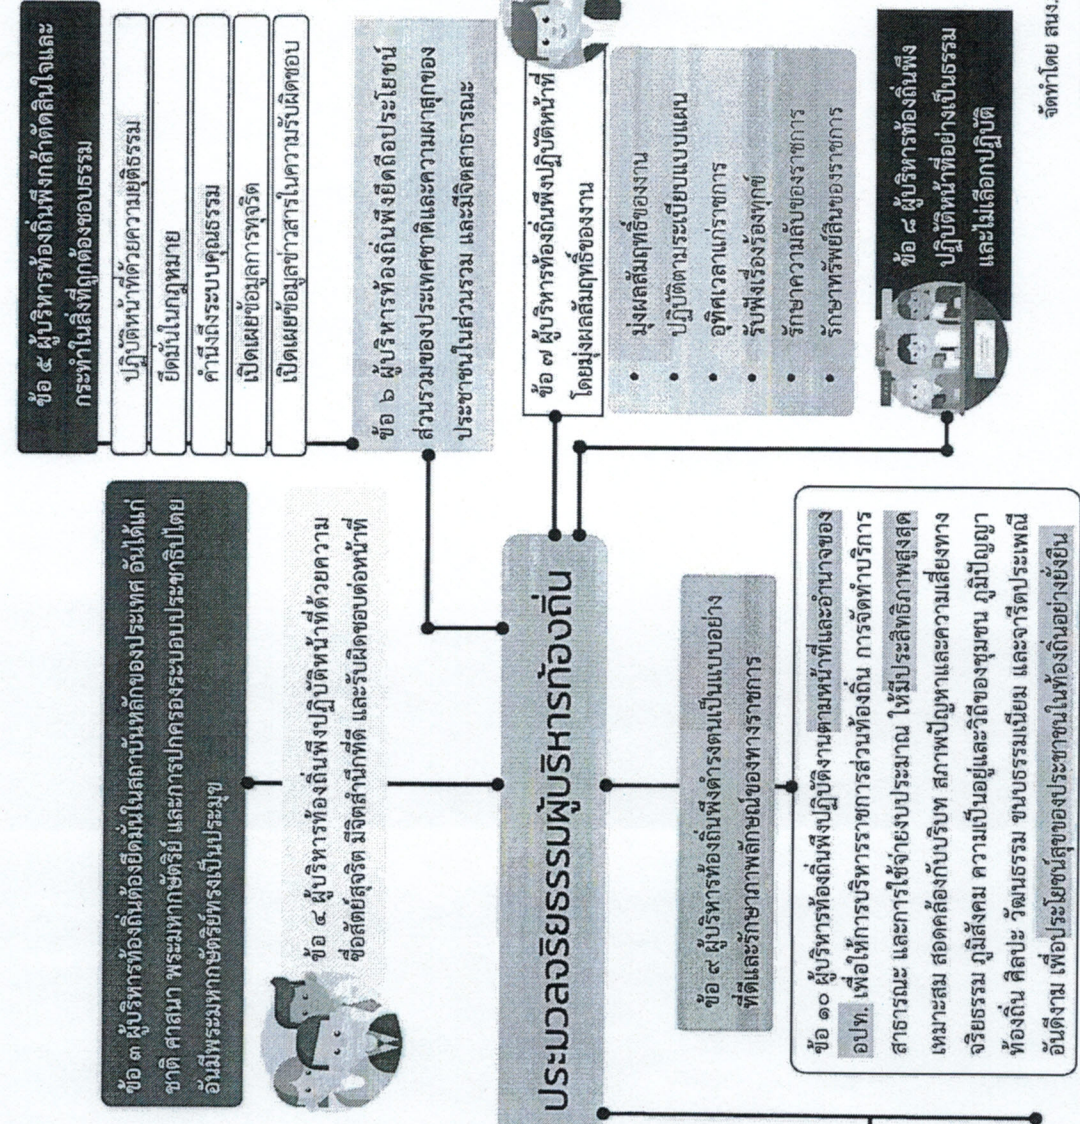 ข้อ ๓ ผู้บริหารท้องถิ่นต้องยึดมั่นในสถาบันหลักของประเทศ อันได้แก่
ชาติ ศาสนา พระมหากษัตริย์ และการปกครองระบอบประชาธิปไตย
อันมีพระมหากษัตริย์ทรงเป็นประมุข
ข้อ ๔ ผู้บริหารท้องถิ่นพึงปฏิบัติหน้าที่ด้วยความ
ซื่อสัตย์สุจริต มีจิตสำนึกที่ดี และรับผิดชอบต่อหน้าที่
ข้อ ๕ ผู้บริหารท้องถิ่นพึงกล้าตัดสินใจและ
กระทำในสิ่งที่ถูกต้องชอบธรรม
ปฏิบัติหน้าที่ด้วยความยุติธรรม
ยึดมั่นในกฎหมาย
คำนึงถึงระบบคุณธรรม
เปิดเผยข้อมูลการทุจริต
เปิดเผยข้อมูลข่าวสารในความรับผิดชอบ
ข้อ ๖ ผู้บริหารท้องถิ่นพึงยึดถือประโยชน์
ส่วนรวมของประเทศชาติและความผาสุกของ
ประชาชนในส่วนรวม และมีจิตสาธารณะ
ประมวลจริยธรรมผู้บริหารท้องถิ่น
ข้อ ๗ ผู้บริหารท้องถิ่นพึงปฏิบัติหน้าที่
โดยมุ่งผลสัมฤทธิ์ของงาน
• มุ่งผลสัมฤทธิ์ของงาน
• ปฏิบัติตามระเบียบแบบแผน
• อุทิศเวลาแก่ราชการ
• รับฟังเรื่องร้องทุกข์
• รักษาความลับของราชการ
• รักษาทรัพย์สินของราชการ
ข้อ ๘ ผู้บริหารท้องถิ่นพึง
ปฏิบัติหน้าที่อย่างเป็นธรรม
และไม่เลือกปฏิบัติ
ข้อ ๙ ผู้บริหารท้องถิ่นพึงดำรงตนเป็นแบบอย่าง
ที่ดีและรักษาภาพลักษณ์ของทางราชการ
ข้อ ๑๐ ผู้บริหารท้องถิ่นพึงปฏิบัติงานตามหน้าที่และอำนาจของ
อปท. เพื่อให้การบริหารราชการส่วนท้องถิ่น การจัดทำบริการ
สาธารณะ และการใช้จ่ายงบประมาณ ให้มีประสิทธิภาพสูงสุด
เหมาะสม สอดคล้องกับบริบท สภาพปัญหาและความเสี่ยงทาง
จริยธรรม ภูมิสังคม ความเป็นอยู่และวิถีของชุมชน ภูมิปัญญา
ท้องถิ่น ศิลปะ วัฒนธรรม ขนบธรรมเนียม และจารีตประเพณี
อันดีงาม เพื่อประโยชน์สุขของประชาชนในท้องถิ่นอย่างยั่งยืน
จัดทำโดย สนง.